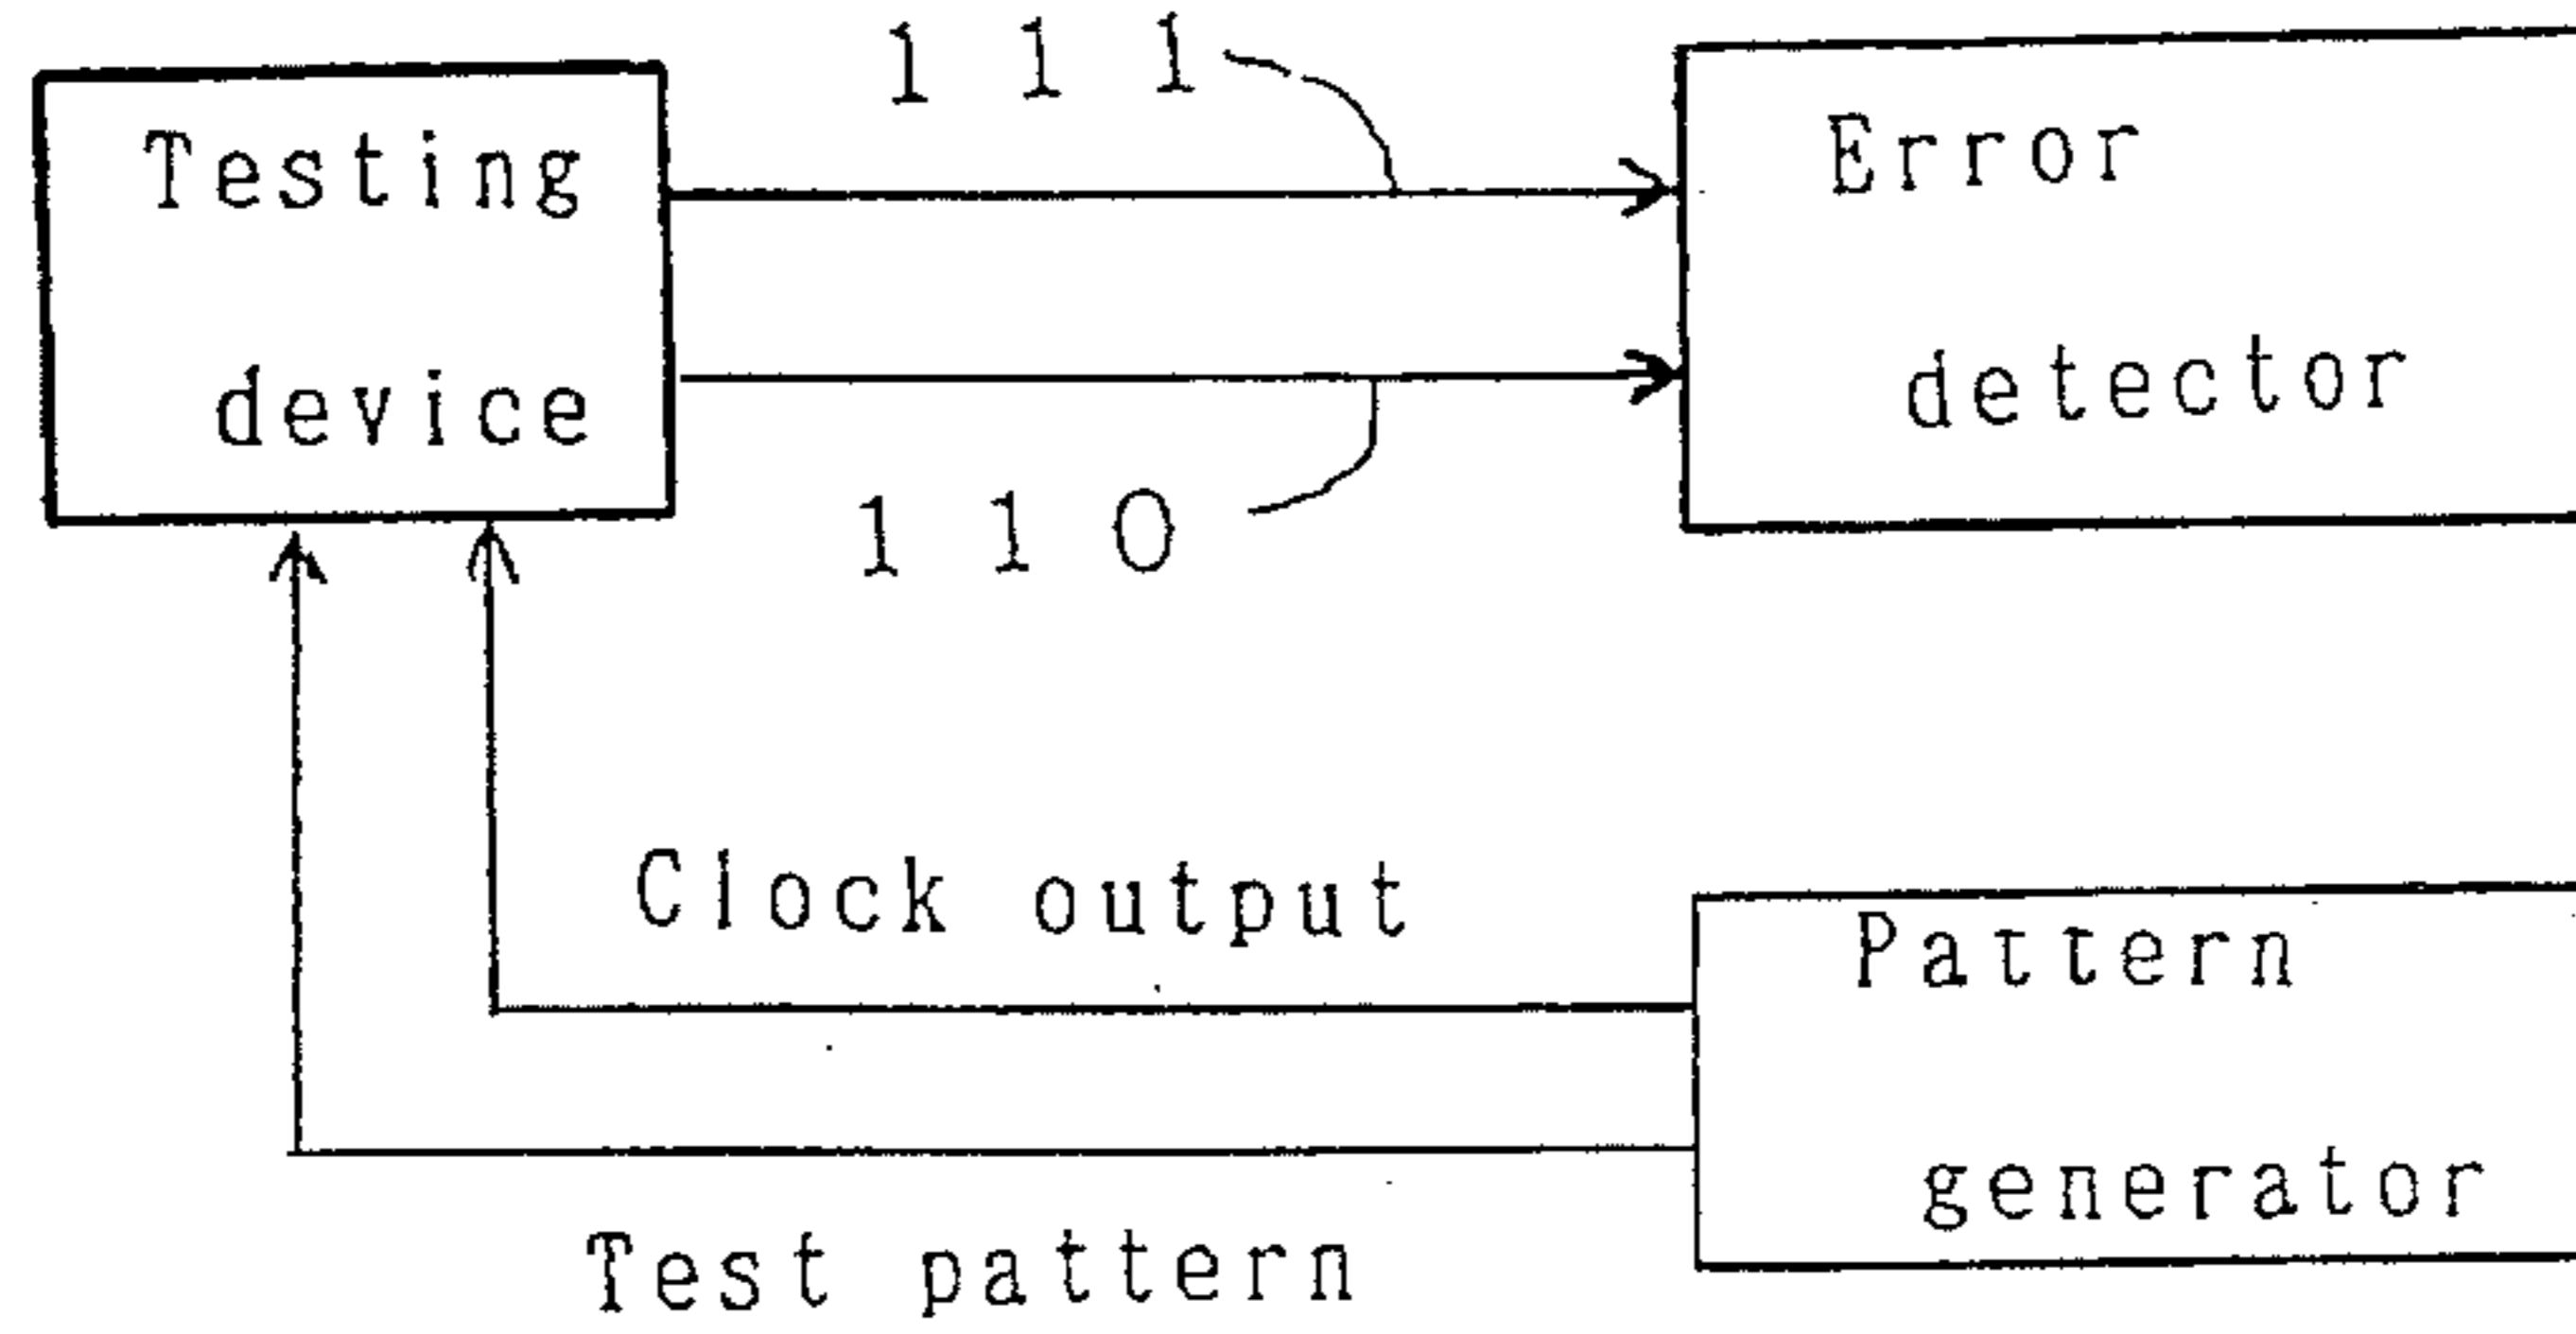 1 1 1
Testing
device
Error
detector
1 1 0
Clock output
Pattern
generator
Test pattern